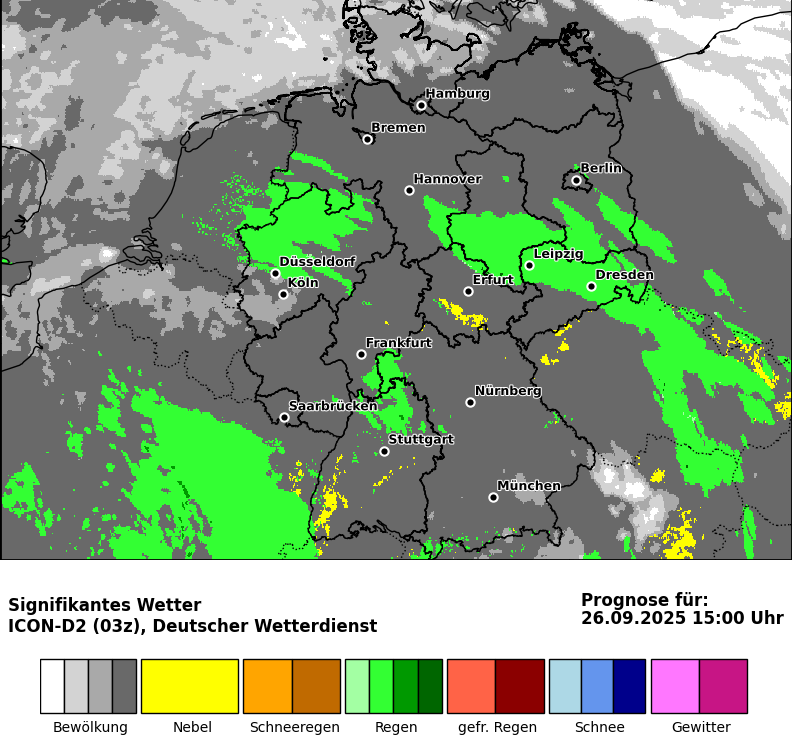 Hamburg
Bremen
Hannover
Berlin
Düsseldorf
Köln
Leipzig
Erfurt
Dresden
Frankfurt
Saarbrücken
Nürnberg
Stuttgart
München
Signifikantes Wetter
ICON-D2 (03z), Deutscher Wetterdienst
Prognose für:
26.09.2025 15:00 Uhr
Bewölkung
Nebel
Schneeregen
Regen
gefr. Regen
Schnee
Gewitter